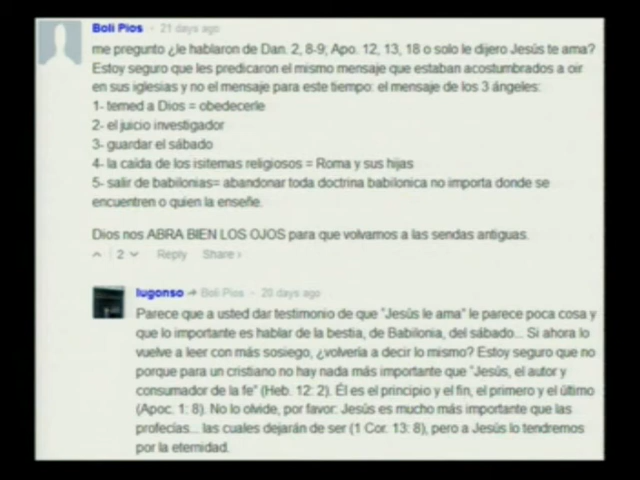 Boli Pios • 21 days ago
me pregunto ¿le hablaron de Dan. 2, 8-9, Apo. 12, 13, 18 o solo le dijero Jesús te ama?
Estoy seguro que les predicaron el mismo mensaje que estaban acostumbrados a oir
en sus iglesias y no el mensaje para este tiempo: el mensaje de los 3 ángeles:
1- temed a Dios = obedecerle
2- el juicio investigador
3- guardar el sábado
4- la caída de los isitemas religiosos = Roma y sus hijas
5- salir de babilonias= abandonar toda doctrina babilonica no importa donde se
encuentren o quien la enseñe.
Dios nos ABRA BIEN LOS OJOS para que volvamos a las sendas antiguas.
2 Reply Share ›
lugonso → Boli Pios • 20 days ago
Parece que a usted dar testimonio de que "Jesús le ama" le parece poca cosa y
que lo importante es hablar de la bestia, de Babilonia, del sábado... Si ahora lo
vuelve a leer con más sosiego, ¿volvería a decir lo mismo? Estoy seguro que no
porque para un cristiano no hay nada más importante que "Jesús, el autor y
consumador de la fe" (Heb. 12: 2). Él es el principio y el fin, el primero y el último
(Apoc. 1: 8). No lo olvide, por favor: Jesús es mucho más importante que las
profecías... las cuales dejarán de ser (1 Cor. 13: 8), pero a Jesús lo tendremos
por la eternidad.